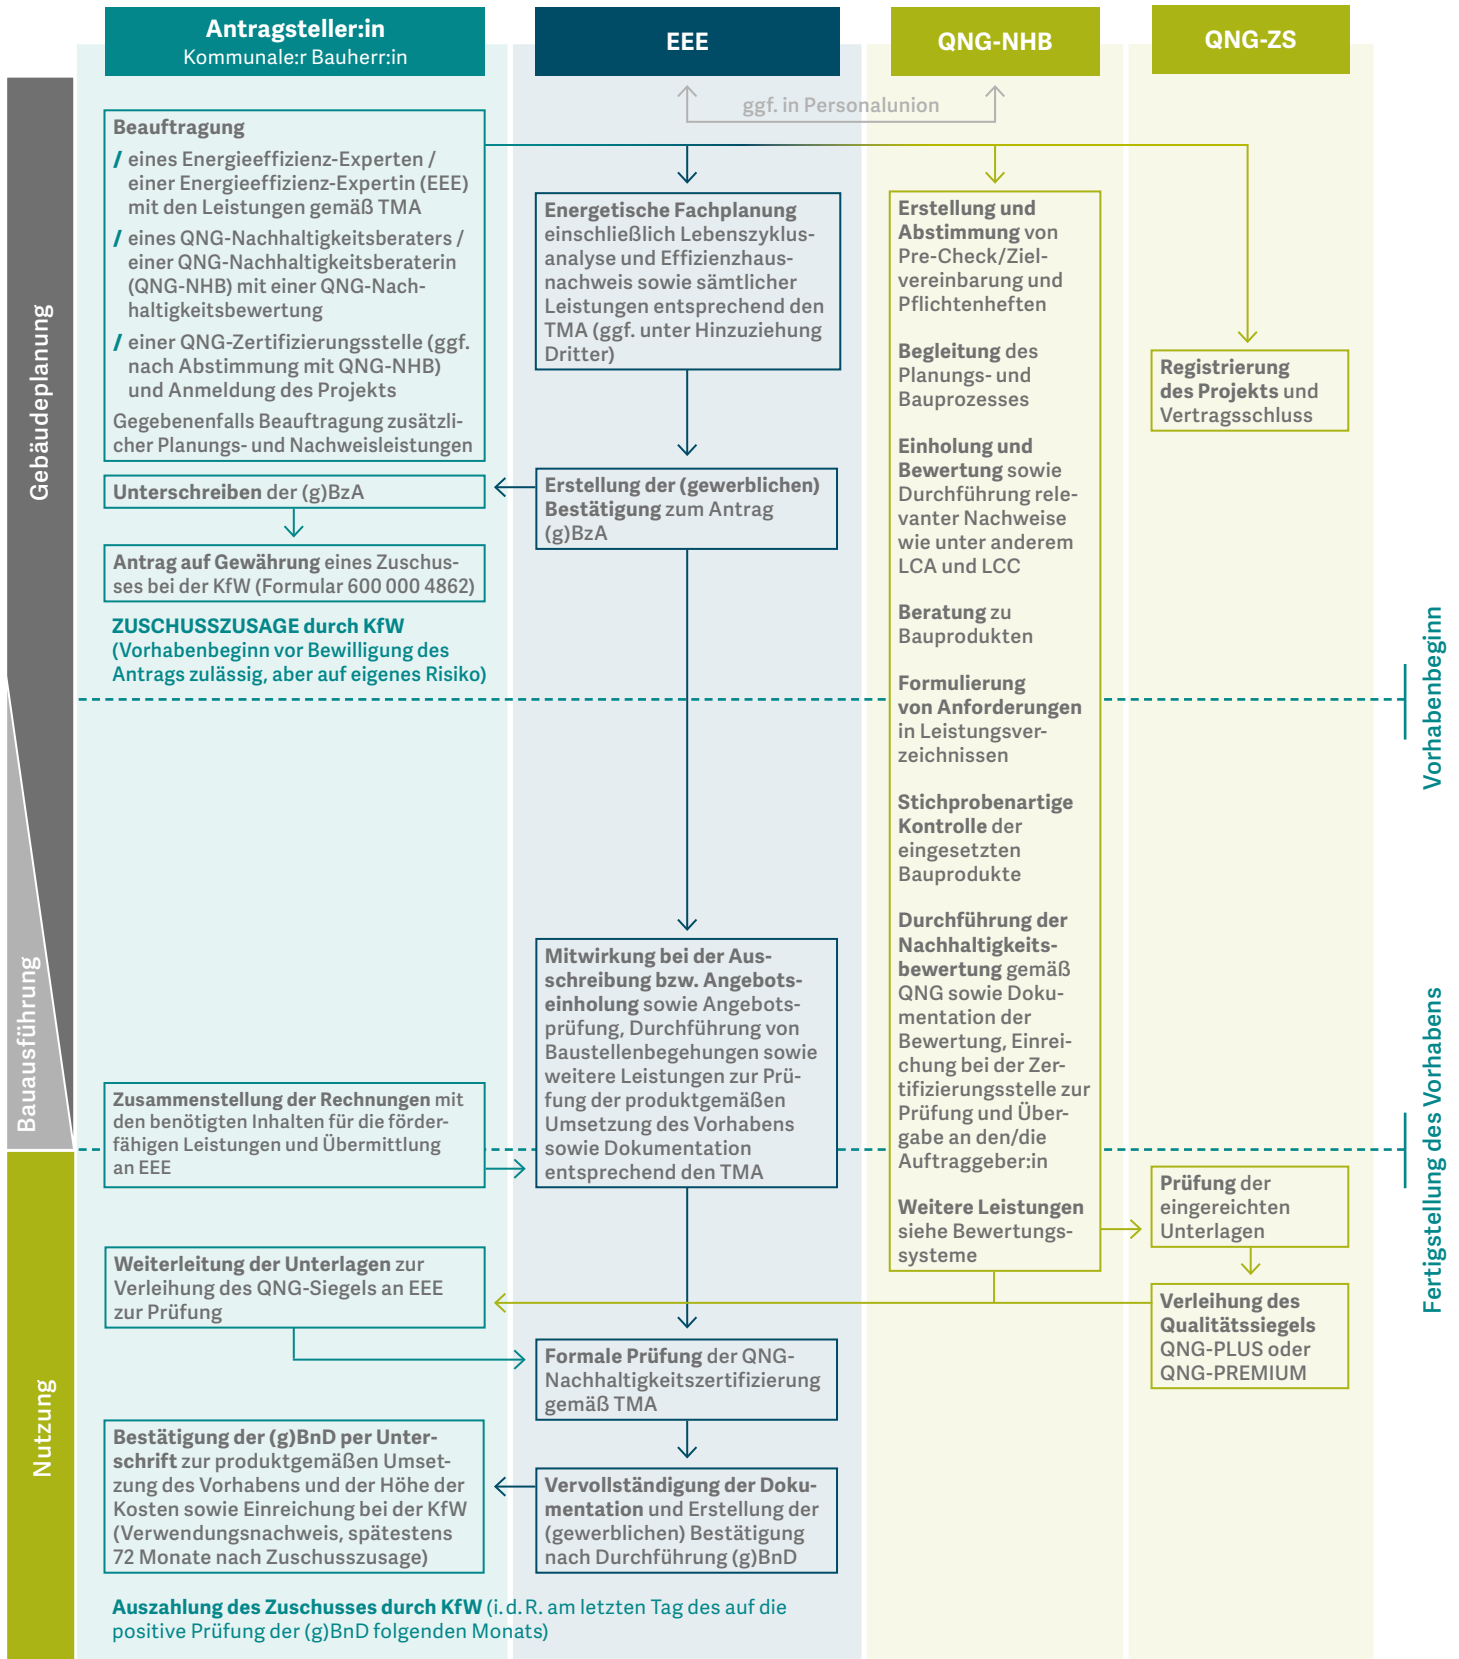 Antragsteller:in
Kommunale:r Bauherr:in
EEE
QNG-NHB
QNG-ZS
ggf. in Personalunion
Gebäudeplanung
Bauausführung
Nutzung
Beauftragung
/ eines Energieeffizienz-Experten /
einer Energieeffizienz-Expertin (EEE)
mit den Leistungen gemäß TMA
/ eines QNG-Nachhaltigkeitsberaters /
einer QNG-Nachhaltigkeitsberaterin
(QNG-NHB) mit einer QNG-Nach-
haltigkeitsbewertung
/ einer QNG-Zertifizierungsstelle (ggf.
nach Abstimmung mit QNG-NHB)
und Anmeldung des Projekts
Gegebenenfalls Beauftragung zusätzli-
cher Planungs- und Nachweisleistungen
Unterschreiben der (g)BzA
Antrag auf Gewährung eines Zuschus-
ses bei der KfW (Formular 600 000 4862)
ZUSCHUSSZUSAGE durch KfW
(Vorhabenbeginn vor Bewilligung des
Antrags zulässig, aber auf eigenes Risiko)
Zusammenstellung der Rechnungen mit
den benötigten Inhalten für die förder-
fähigen Leistungen und Übermittlung
an EEE
Weiterleitung der Unterlagen zur
Verleihung des QNG-Siegels an EEE
zur Prüfung
Bestätigung der (g)BnD per Unter-
schrift zur produktgemäßen Umset-
zung des Vorhabens und der Höhe der
Kosten sowie Einreichung bei der KfW
(Verwendungsnachweis, spätestens
72 Monate nach Zuschusszusage)
Auszahlung des Zuschusses durch KfW (i. d. R. am letzten Tag des auf die
positive Prüfung der (g)BnD folgenden Monats)
Energetische Fachplanung
einschließlich Lebenszyklus-
analyse und Effizienzhaus-
nachweis sowie sämtlicher
Leistungen entsprechend den
TMA (ggf. unter Hinzuziehung
Dritter)
Erstellung der (gewerblichen)
Bestätigung zum Antrag
(g)BzA
Mitwirkung bei der Aus-
schreibung bzw. Angebots-
einholung sowie Angebots-
prüfung, Durchführung von
Baustellenbegehungen sowie
weitere Leistungen zur Prü-
fung der produktgemäßen
Umsetzung des Vorhabens
sowie Dokumentation
entsprechend den TMA
Formale Prüfung der QNG-
Nachhaltigkeitszertifizierung
gemäß TMA
Vervollständigung der Doku-
mentation und Erstellung der
(gewerblichen) Bestätigung
nach Durchführung (g)BnD
Erstellung und
Abstimmung von
Pre-Check/Ziel-
vereinbarung und
Pflichtenheften
Begleitung des
Planungs- und
Bauprozesses
Einholung und
Bewertung sowie
Durchführung rele-
vanter Nachweise
wie unter anderem
LCA und LCC
Beratung zu
Bauprodukten
Formulierung
von Anforderungen
in Leistungsver-
zeichnissen
Stichprobenartige
Kontrolle der
eingesetzten
Bauprodukte
Durchführung der
Nachhaltigkeits-
bewertung gemäß
QNG sowie Doku-
mentation der
Bewertung, Einrei-
chung bei der Zer-
tifizierungsstelle zur
Prüfung und Über-
gabe an den/die
Auftraggeber:in
Weitere Leistungen
siehe Bewertungs-
systeme
Registrierung
des Projekts und
Vertragsschluss
Prüfung der
eingereichten
Unterlagen
Verleihung des
Qualitätssiegels
QNG-PLUS oder
QNG-PREMIUM
Vorhabenbeginn
Fertigstellung des Vorhabens